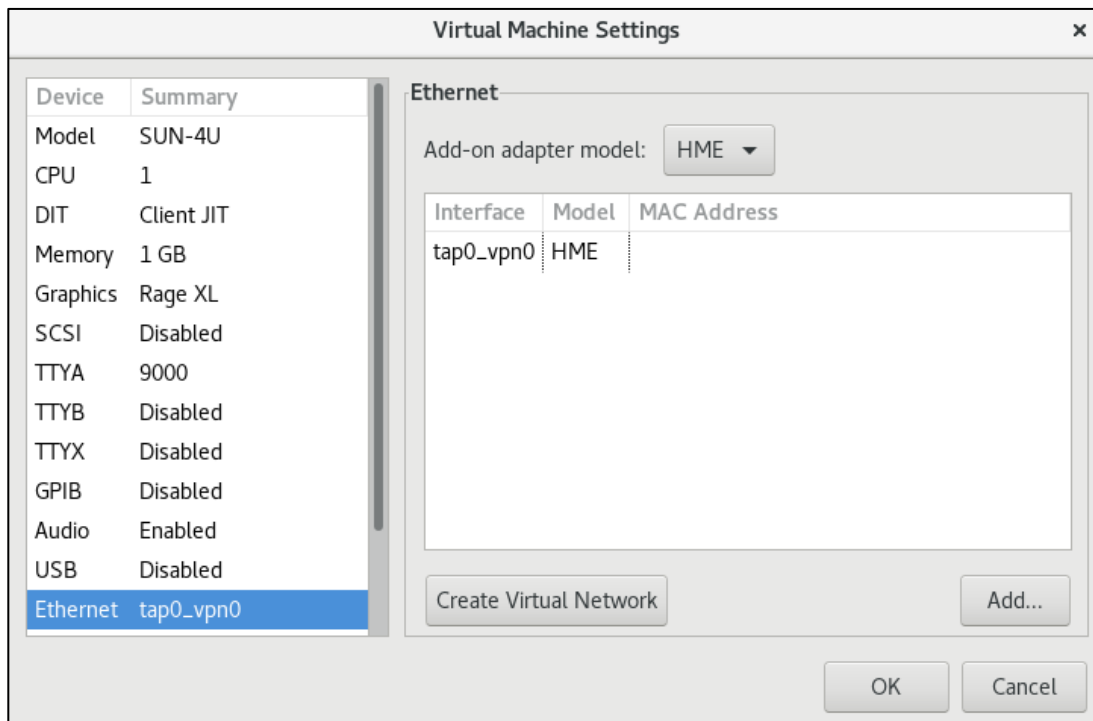 Virtual Machine Settings ×
Device Summary
Model SUN-4U
CPU 1
DIT Client JIT
Memory 1 GB
Graphics Rage XL
SCSI Disabled
TTYA 9000
TTYB Disabled
TTYX Disabled
GPIB Disabled
Audio Enabled
USB Disabled
Ethernet tap0_vpn0
Ethernet
Add-on adapter model: HME
Interface Model MAC Address
tap0_vpn0 HME
Create Virtual Network Add...
OK Cancel